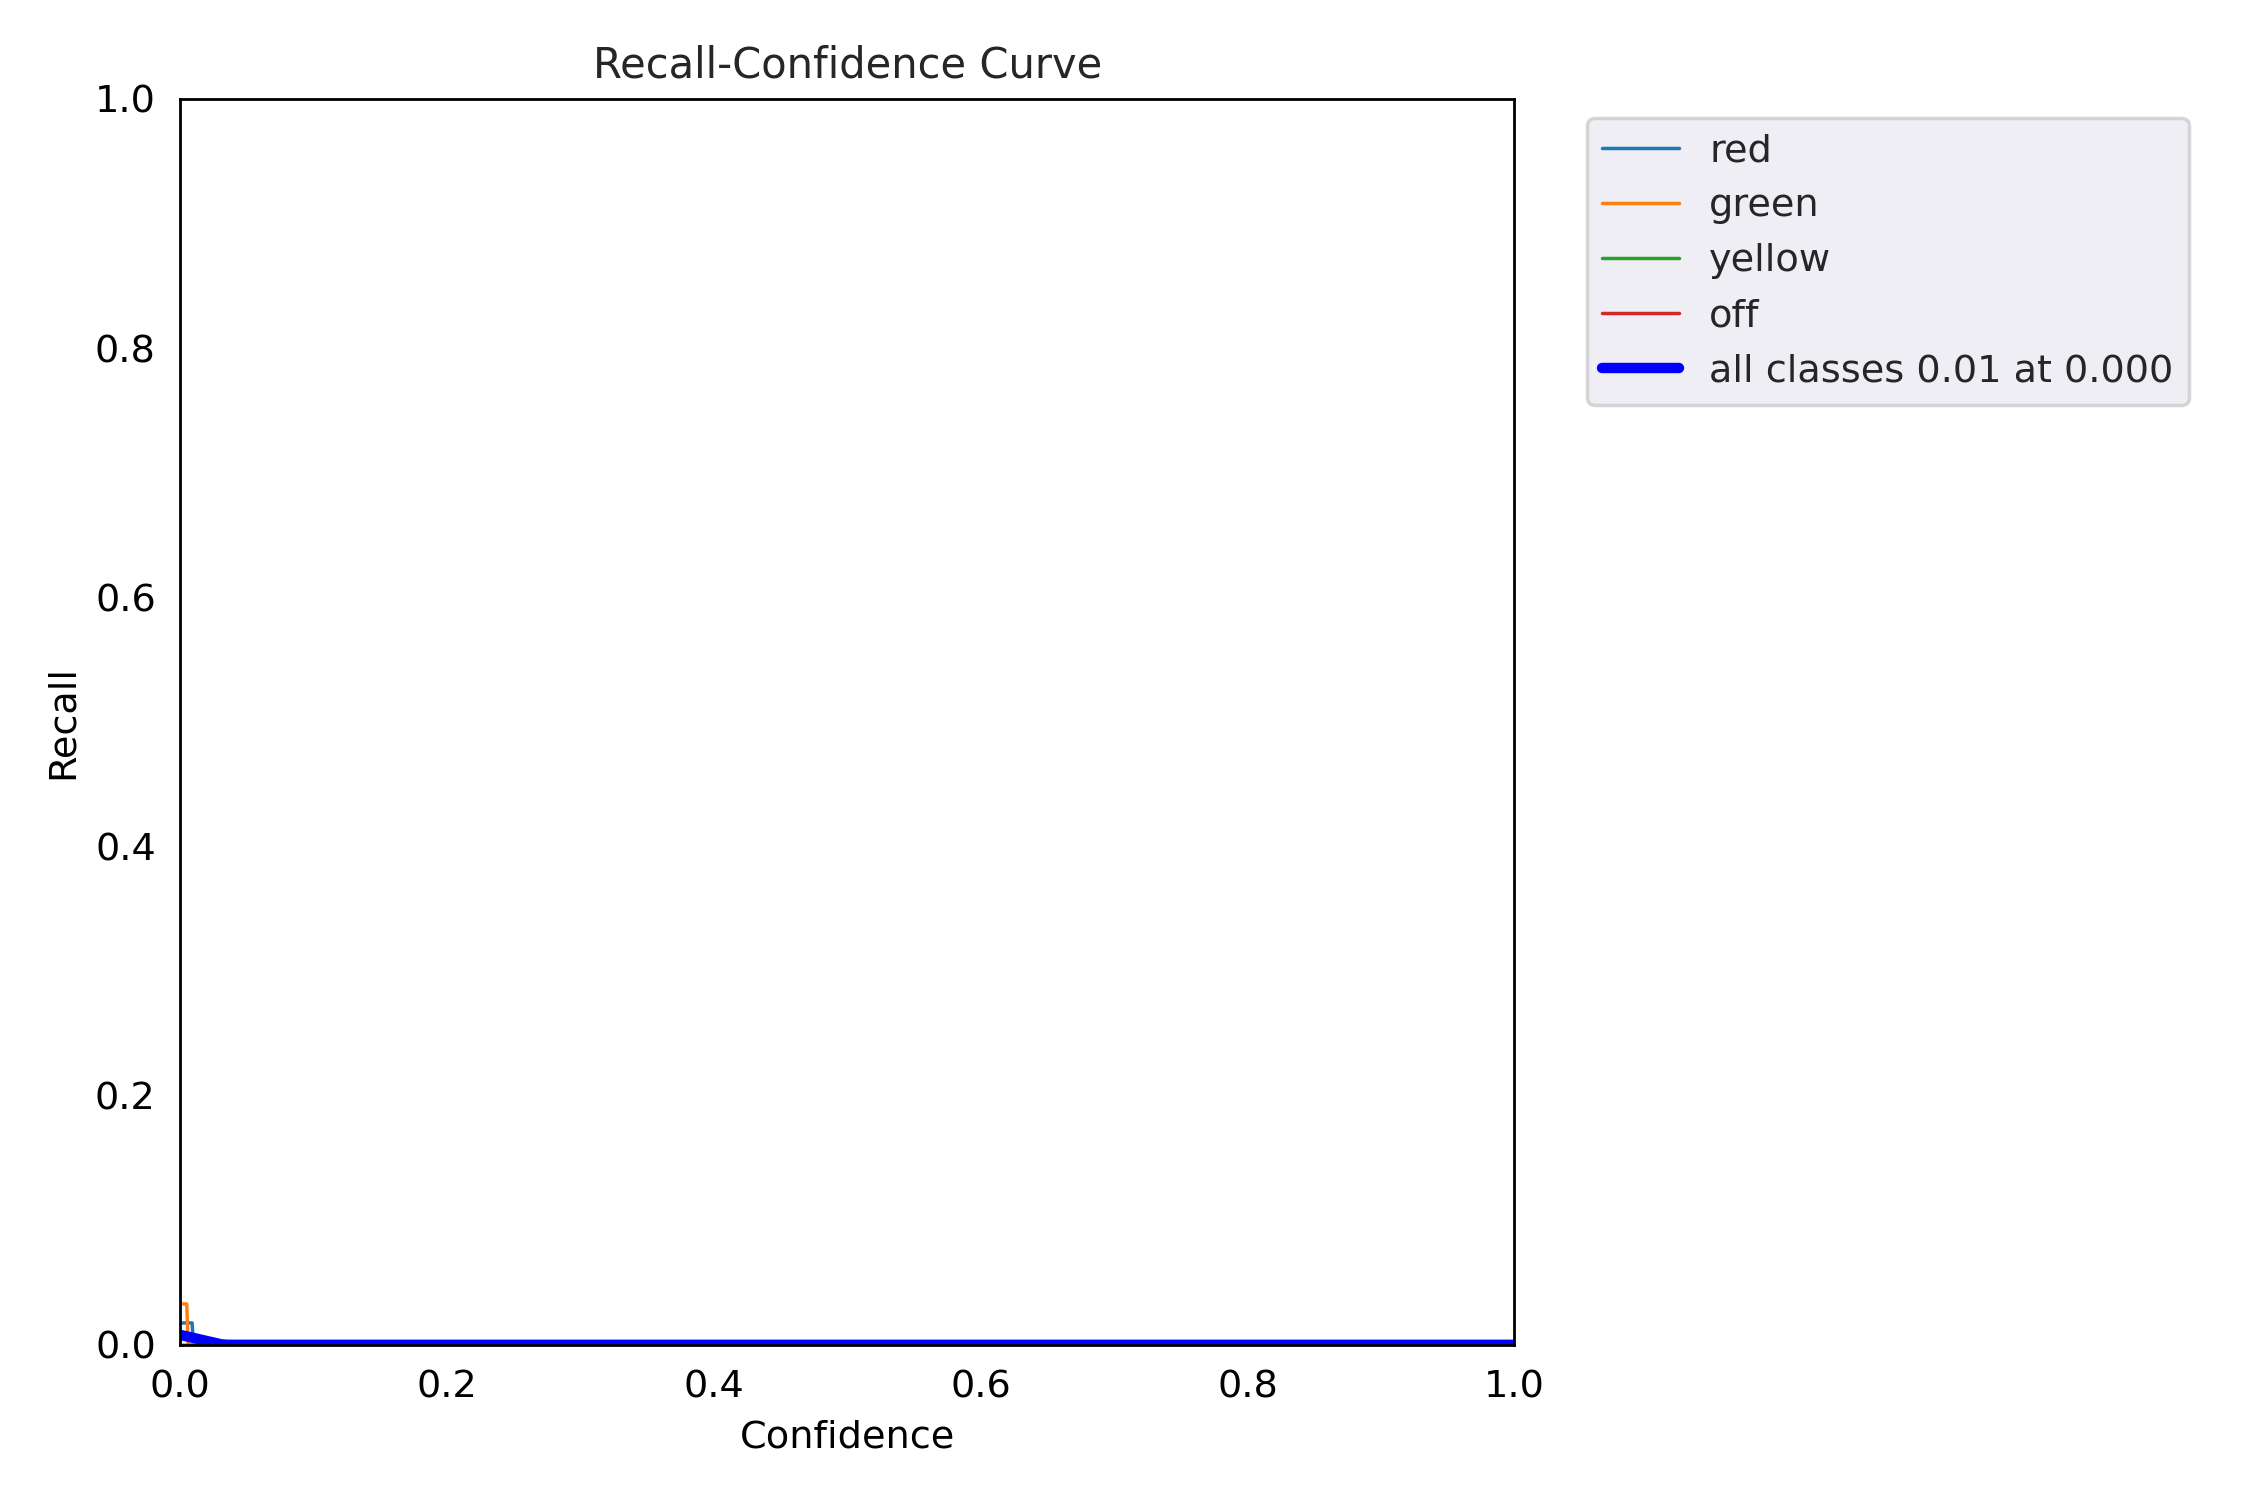 Recall-Confidence Curve
1.0
0.8
0.6
0.4
0.2
0.0
Recall
0.0 0.2 0.4 0.6 0.8 1.0
Confidence
red
green
yellow
off
all classes 0.01 at 0.000